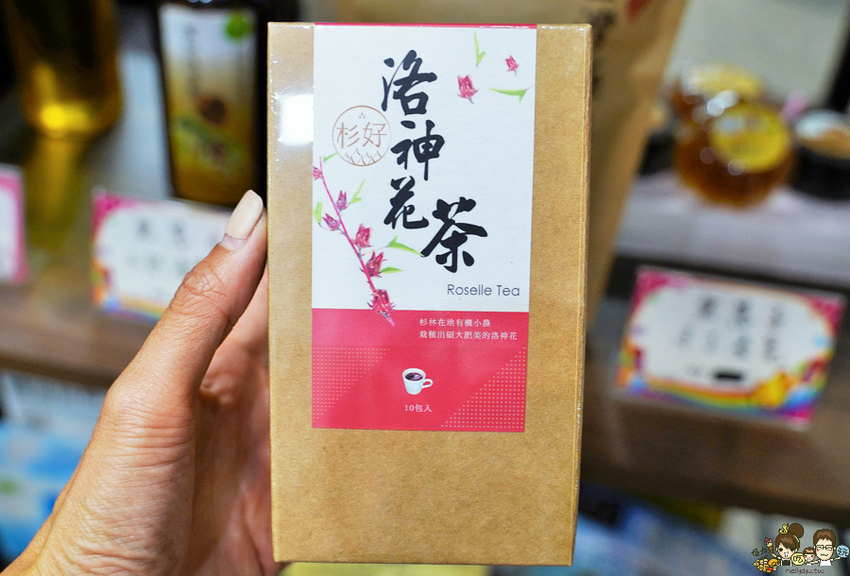 洛神花茶
杉好
Roselle Tea
杉林在地有機小農
栽種出碩大肥美的洛神花
10包入